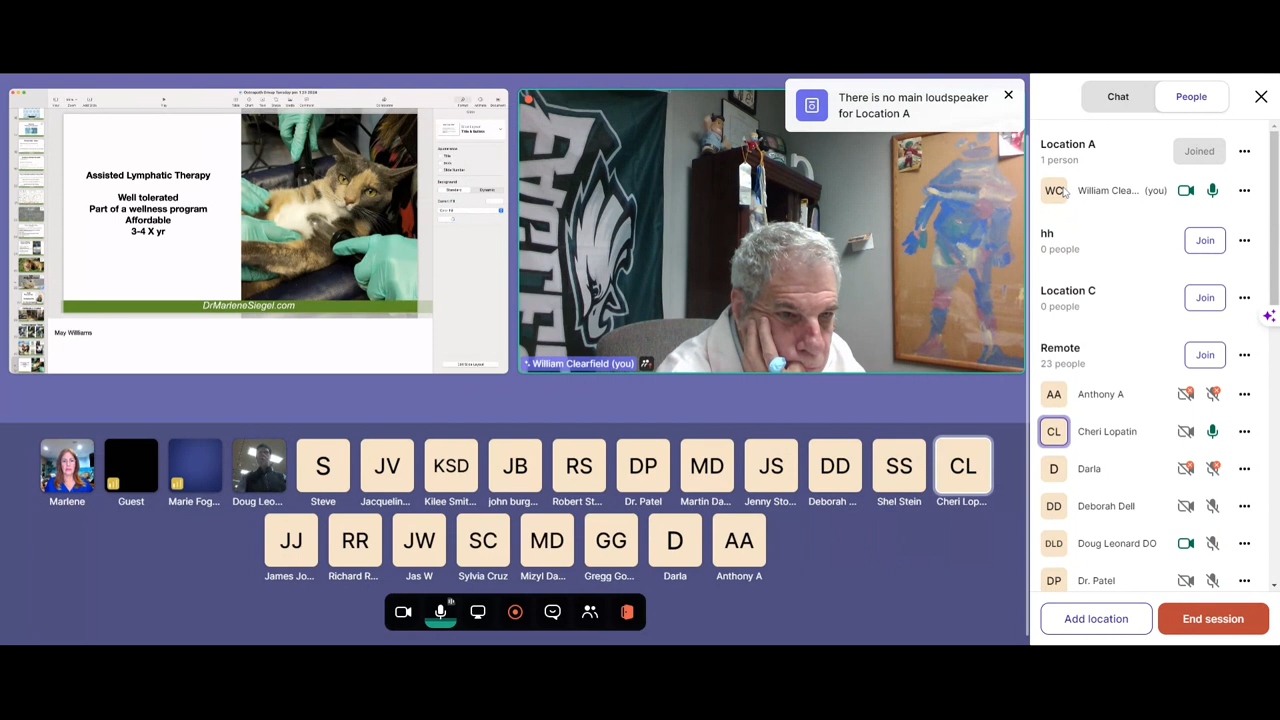 Assisted Lymphatic Therapy
Well tolerated
Part of a wellness program
Affordable
3-4 X yr
DrMarleneSiegel.com
May Williams
EAGLES
William Clearfield (you)
There is no main loudspeaker
for Location A
Marlene
Guest
Marie Fog...
Doug Leo...
S
Steve
JV
Jacquelin...
KSD
Kilee Smit...
JB
john burg...
RS
Robert St...
DP
Dr. Patel
MD
Martin Da...
JS
Jenny Sto...
DD
Deborah ...
SS
Shel Stein
CL
Cheri Lop...
JJ
James Jo...
RR
Richard R...
JW
Jas W
SC
Sylvia Cruz
MD
Mizyl Da...
GG
Gregg Go...
D
Darla
AA
Anthony A
Chat
People
Location A
1 person
Joined
WC
William Clea... (you)
hh
0 people
Join
Location C
0 people
Join
Remote
23 people
Join
AA
Anthony A
CL
Cheri Lopatin
D
Darla
DD
Deborah Dell
DLD
Doug Leonard DO
DP
Dr. Patel
Add location
End session